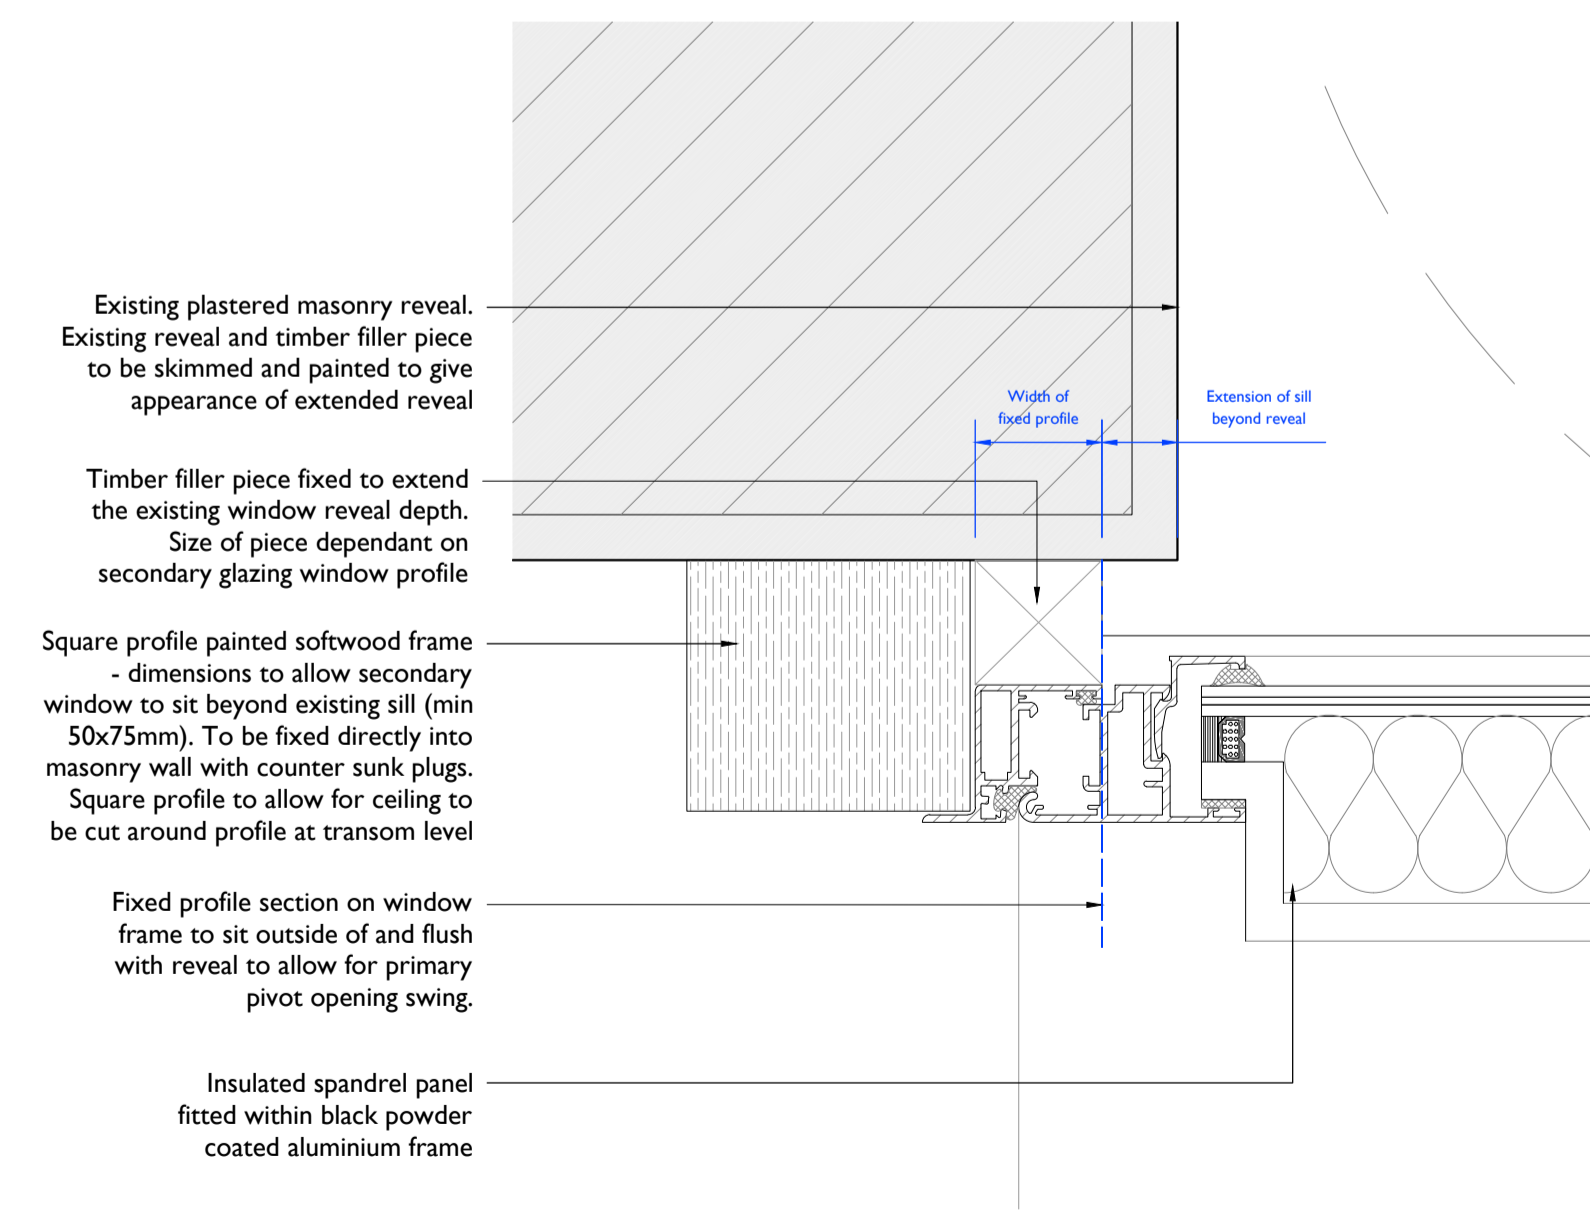 Existing plastered masonry reveal.
Existing reveal and timber filler piece
to be skimmed and painted to give
appearance of extended reveal
Width of
fixed profile
Extension of sill
beyond reveal
Timber filler piece fixed to extend
the existing window reveal depth.
Size of piece dependant on
secondary glazing window profile
Square profile painted softwood frame
- dimensions to allow secondary
window to sit beyond existing sill (min
50x75mm). To be fixed directly into
masonry wall with counter sunk plugs.
Square profile to allow for ceiling to
be cut around profile at transom level
Fixed profile section on window
frame to sit outside of and flush
with reveal to allow for primary
pivot opening swing.
Insulated spandrel panel
fitted within black powder
coated aluminium frame